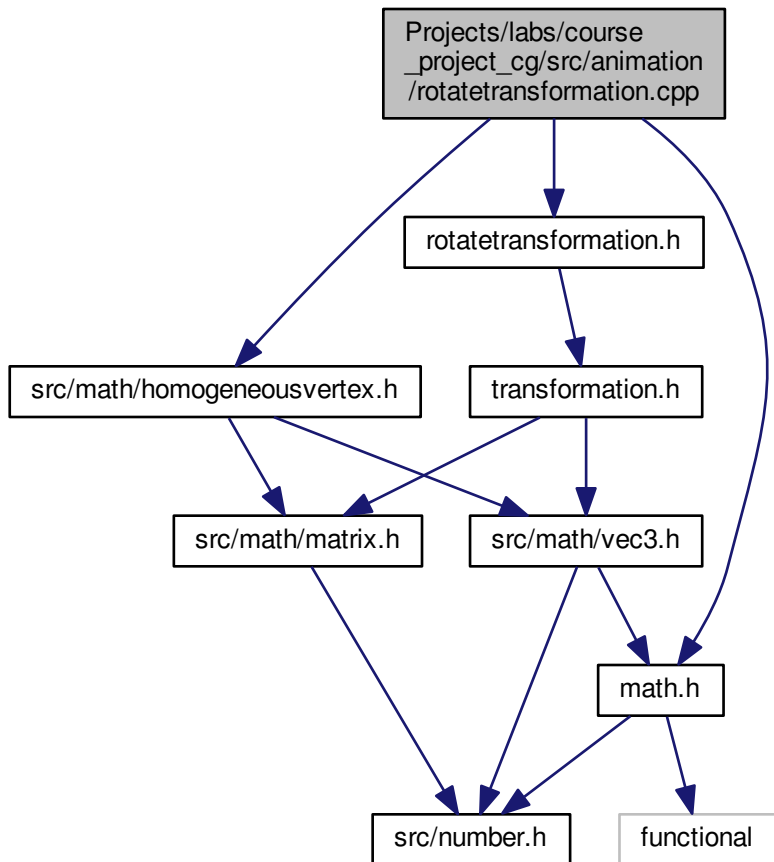 Projects/labs/course
_project_cg/src/animation
/rotatetransformation.cpp
rotatetransformation.h
src/math/homogeneousvertex.h
transformation.h
src/math/matrix.h
src/math/vec3.h
math.h
src/number.h
functional